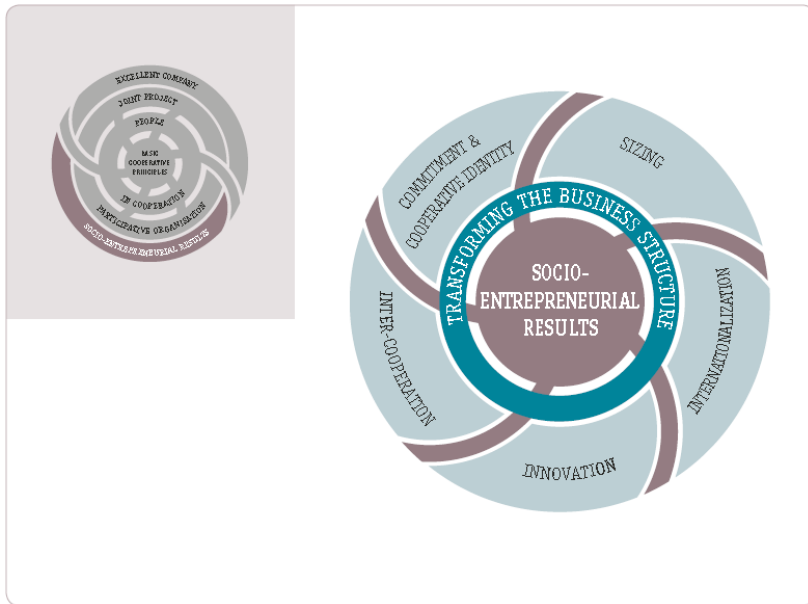 EXCELLENT COMPANY
JOINT PROJECT
PEOPLE
BASIC
COOPERATIVE
PRINCIPLES
IN COOPERATION
PARTICIPATIVE ORGANISATION
SOCIO-ENTREPRENEURIAL RESULTS
COMMITMENT &
COOPERATIVE IDENTITY
SIZING
TRANSFORMING THE BUSINESS STRUCTURE
SOCIO-
ENTREPRENEURIAL
RESULTS
INTER-COOPERATION
INTERNATIONALIZATION
INNOVATION